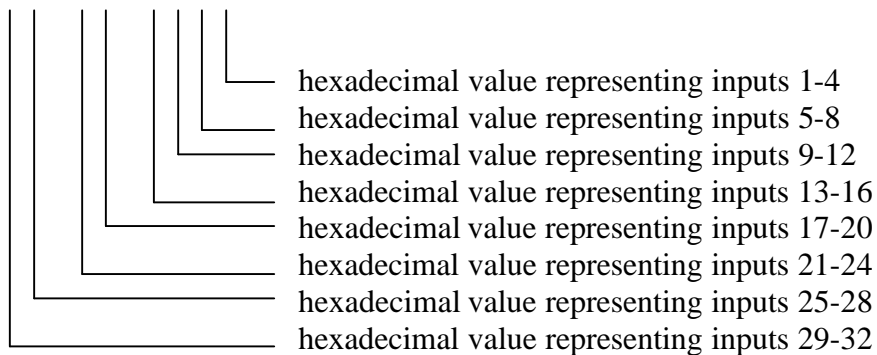 hexadecimal value representing inputs 1-4
hexadecimal value representing inputs 5-8
hexadecimal value representing inputs 9-12
hexadecimal value representing inputs 13-16
hexadecimal value representing inputs 17-20
hexadecimal value representing inputs 21-24
hexadecimal value representing inputs 25-28
hexadecimal value representing inputs 29-32